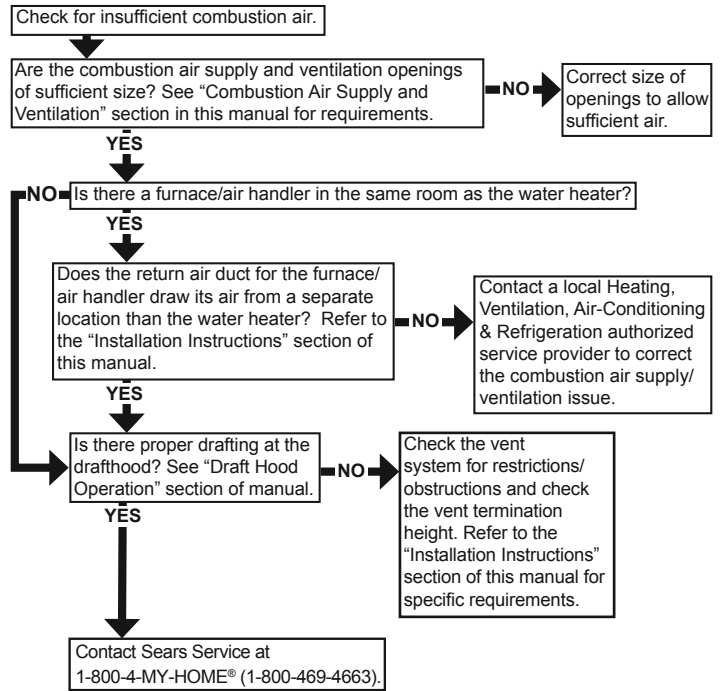 Check for insufficient combustion air.
Are the combustion air supply and ventilation openings
of sufficient size? See “Combustion Air Supply and
Ventilation” section in this manual for requirements.
NO
Correct size of
openings to allow
sufficient air.
YES
NO
Is there a furnace/air handler in the same room as the water heater?
YES
Does the return air duct for the furnace/
air handler draw its air from a separate
location than the water heater? Refer to
the “Installation Instructions” section of
this manual.
NO
Contact a local Heating,
Ventilation, Air-Conditioning
& Refrigeration authorized
service provider to correct
the combustion air supply/
ventilation issue.
YES
Is there proper drafting at the
drafthood? See “Draft Hood
Operation” section of manual.
NO
Check the vent
system for restrictions/
obstructions and check
the vent termination
height. Refer to the
“Installation Instructions”
section of this manual for
specific requirements.
YES
Contact Sears Service at
1-800-4-MY-HOME® (1-800-469-4663).